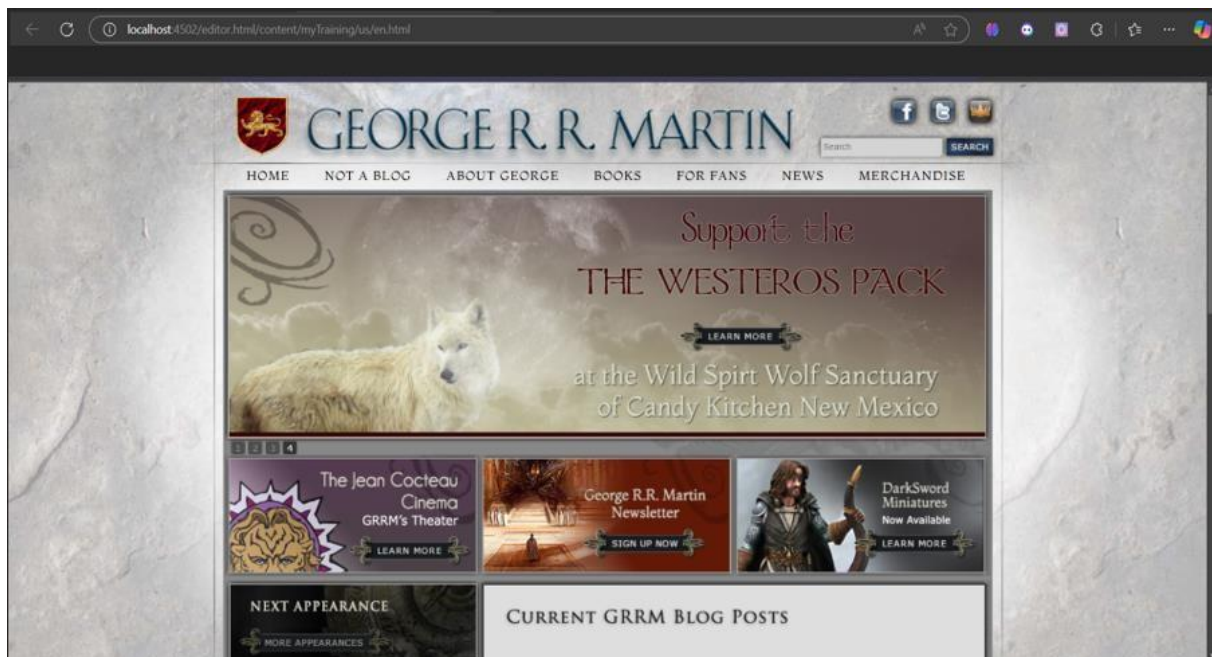 localhost:4502/editor.html/content/myTraining/us/en.html
GEORGE R. R. MARTIN
Search
SEARCH
HOME
NOT A BLOG
ABOUT GEORGE
BOOKS
FOR FANS
NEWS
MERCHANDISE
Support the
THE WESTEROS PACK
LEARN MORE
at the Wild Spirt Wolf Sanctuary
of Candy Kitchen New Mexico
1 2 3 4
The Jean Cocteau
Cinema
GRRM's Theater
LEARN MORE
George R.R. Martin
Newsletter
SIGN UP NOW
DarkSword
Miniatures
Now Available
LEARN MORE
NEXT APPEARANCE
MORE APPEARANCES
CURRENT GRRM BLOG POSTS